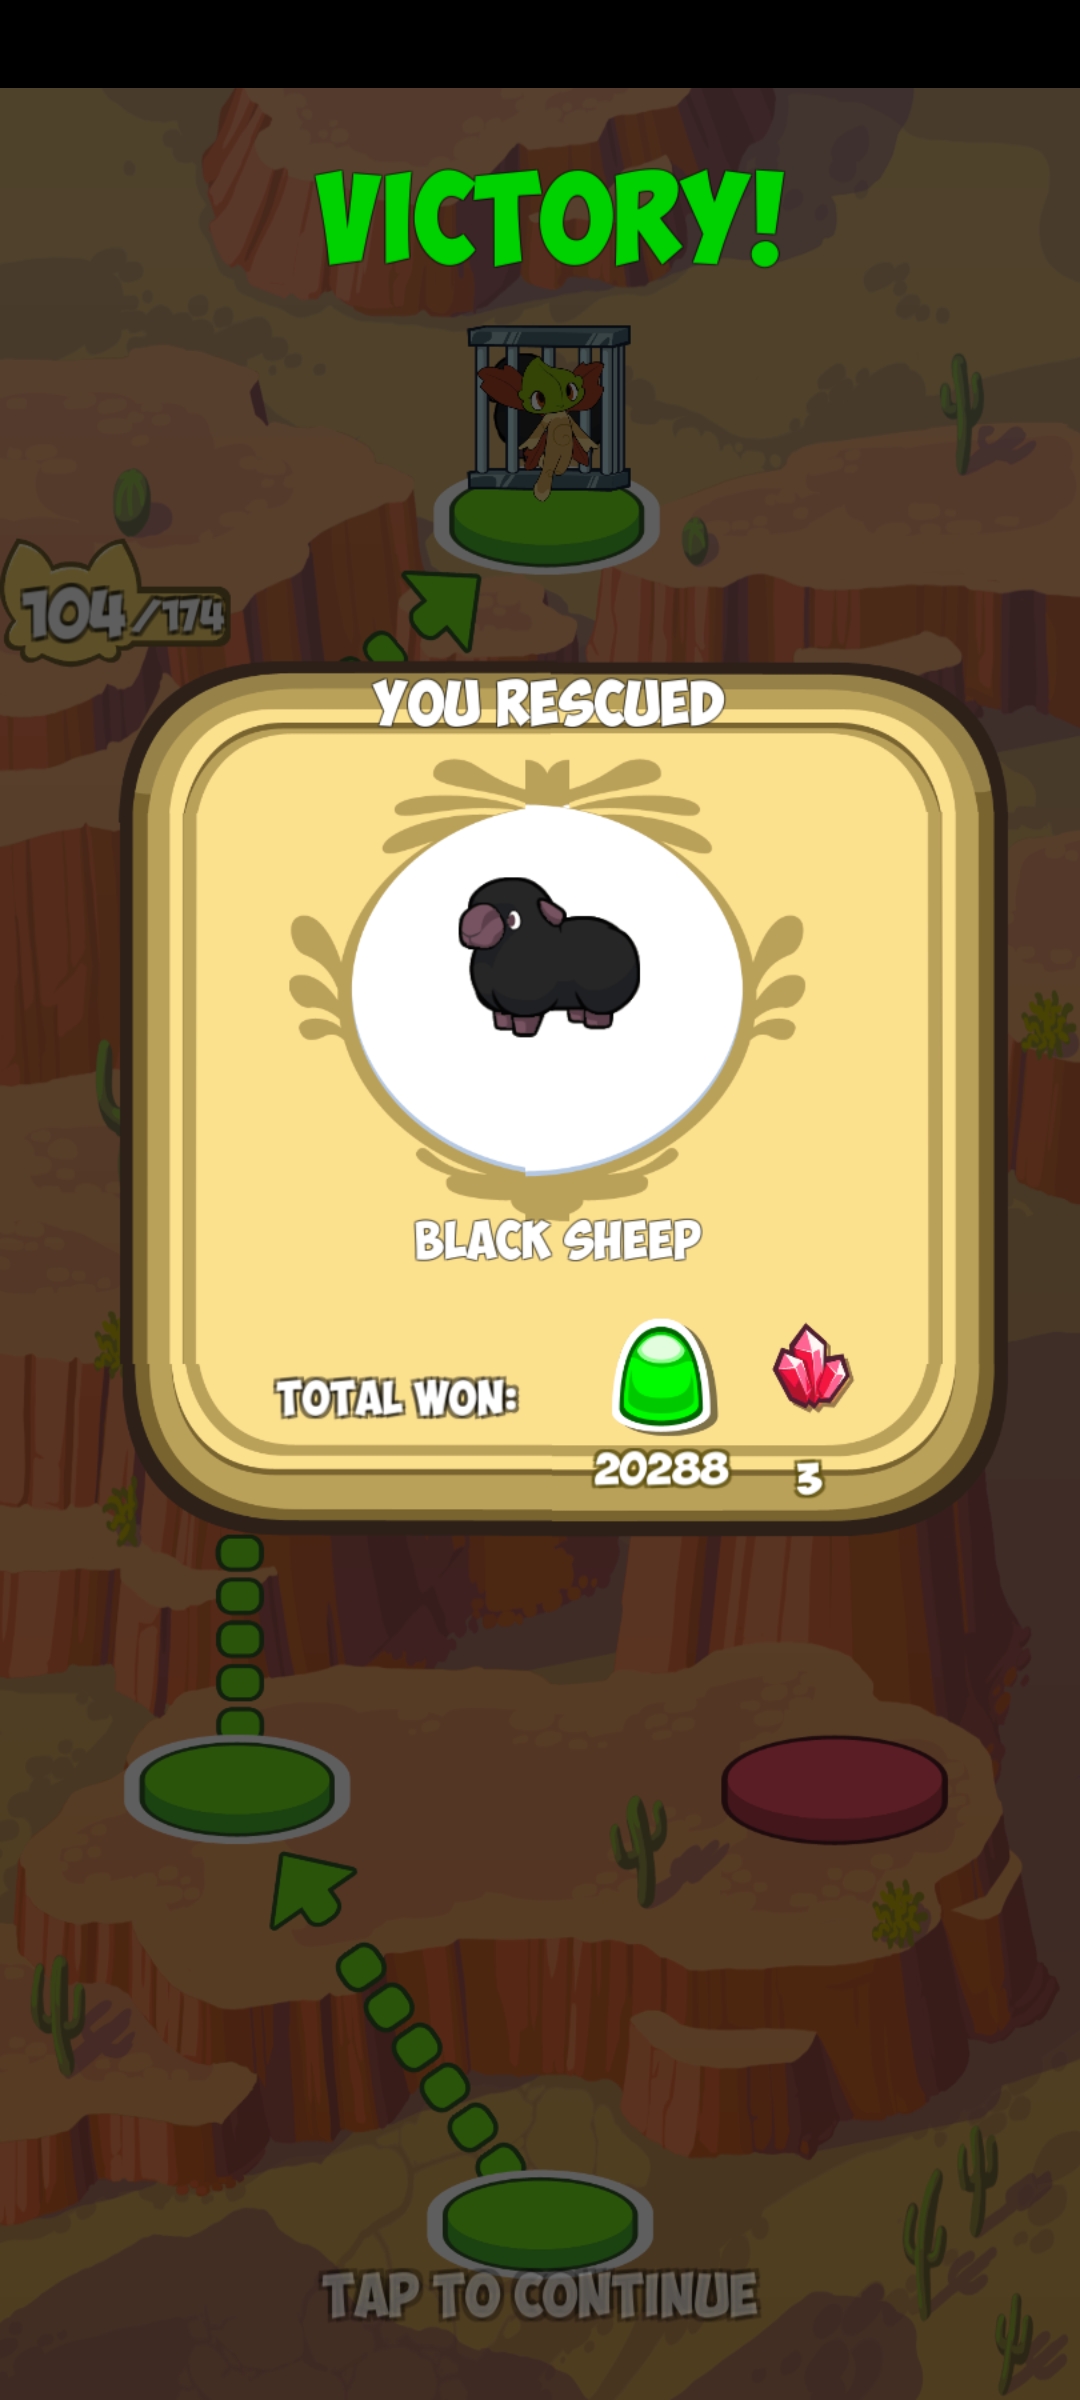 VICTORY!
104/174
YOU RESCUED
BLACK SHEEP
TOTAL WON:
20288
3
TAP TO CONTINUE